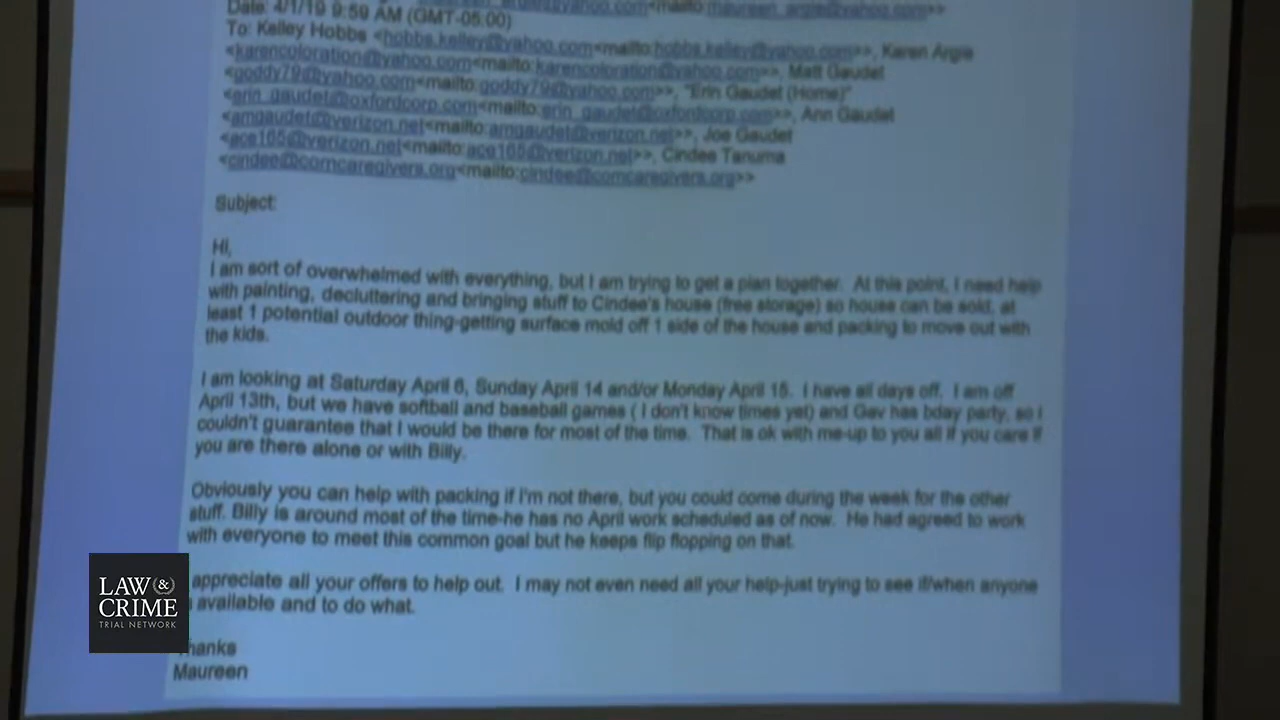 Date: 4/1/19 9:59 AM (GMT-05:00)
To: Kelley Hobbs <hobbs.kelley@yahoo.com<mailto:hobbs.kelley@yahoo.com>>, Karen Argie
<karencoloration@yahoo.com<mailto:karencoloration@yahoo.com>>, Matt Gaudet
<goddy79@yahoo.com<mailto:goddy79@yahoo.com>>, "Erin Gaudet (Home)"
<erin_gaudet@oxfordcorp.com<mailto:erin_gaudet@oxfordcorp.com>>, Ann Gaudet
<amgaudet@verizon.net<mailto:amgaudet@verizon.net>>, Joe Gaudet
<ace165@verizon.net<mailto:ace165@verizon.net>>, Cindee Tanuma
<cindee@comcaregivers.org<mailto:cindee@comcaregivers.org>>
Subject:
Hi,
I am sort of overwhelmed with everything, but I am trying to get a plan together. At this point, I need help
with painting, decluttering and bringing stuff to Cindee's house (free storage) so house can be sold, at
least 1 potential outdoor thing-getting surface mold off 1 side of the house and packing to move out with
the kids.
I am looking at Saturday April 6, Sunday April 14 and/or Monday April 15. I have all days off. I am off
April 13th, but we have softball and baseball games ( I don't know times yet) and Gav has bday party, so I
couldn't guarantee that I would be there for most of the time. That is ok with me-up to you all if you care if
you are there alone or with Billy.
Obviously you can help with packing if I'm not there, but you could come during the week for the other
stuff. Billy is around most of the time-he has no April work scheduled as of now. He had agreed to work
with everyone to meet this common goal but he keeps flip flopping on that.
appreciate all your offers to help out. I may not even need all your help-just trying to see if/when anyone
available and to do what.
hanks
Maureen
LAW &
CRIME
TRIAL NETWORK